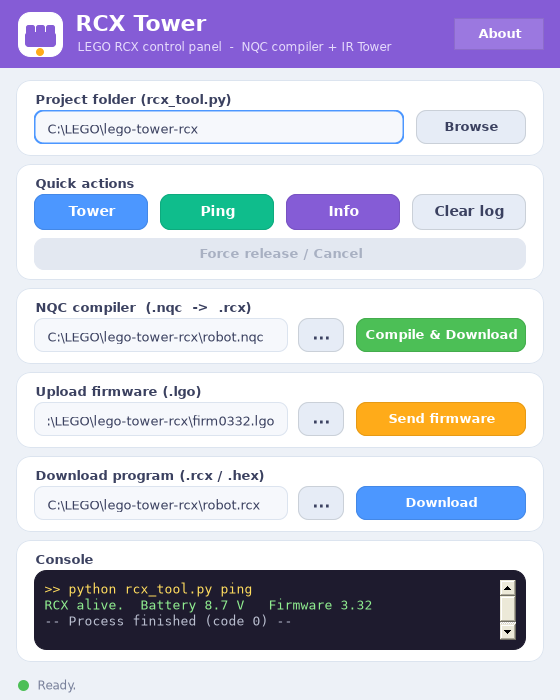 RCX Tower
LEGO RCX control panel - NQC compiler + IR Tower
About
Project folder (rcx_tool.py)
C:\LEGO\lego-tower-rcx
Browse
Quick actions
Tower
Ping
Info
Clear log
Force release / Cancel
NQC compiler (.nqc -> .rcx)
C:\LEGO\lego-tower-rcx\robot.nqc
...
Compile & Download
Upload firmware (.lgo)
:\LEGO\lego-tower-rcx\firm0332.lgo
...
Send firmware
Download program (.rcx / .hex)
C:\LEGO\lego-tower-rcx\robot.rcx
...
Download
Console
>> python rcx_tool.py ping
RCX alive. Battery 8.7 V Firmware 3.32
-- Process finished (code 0) --
Ready.